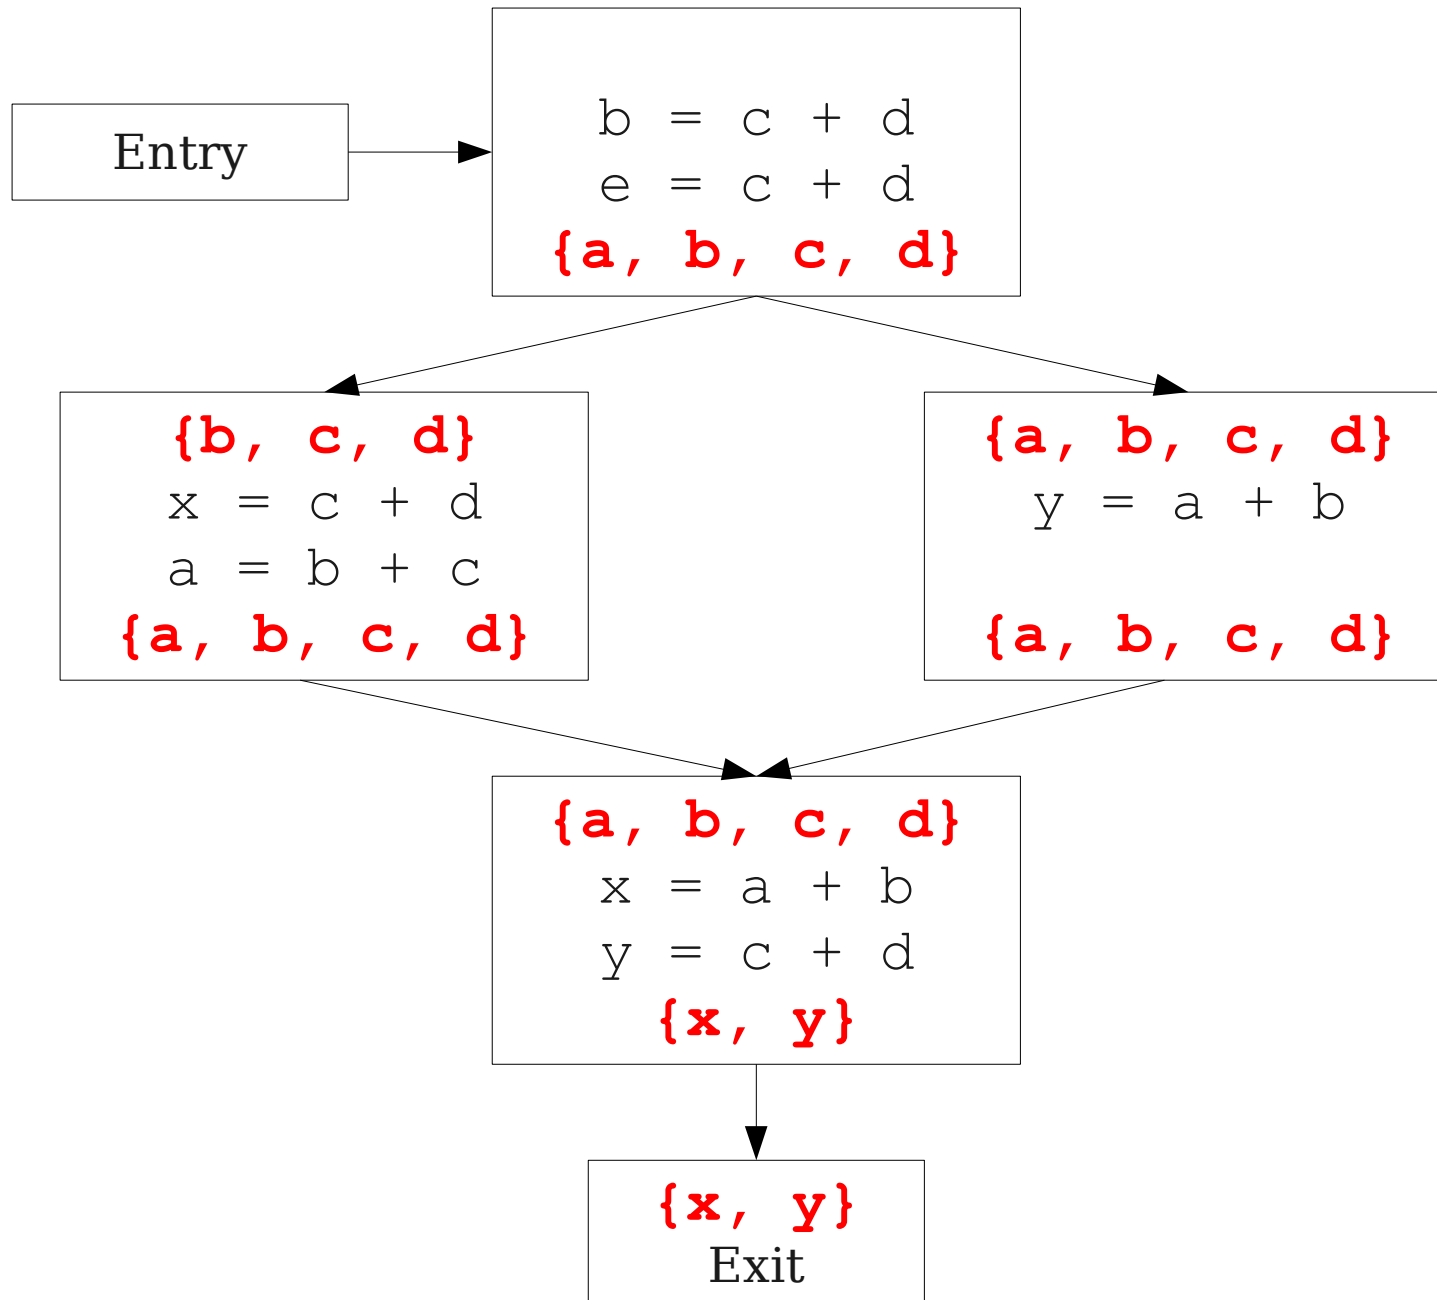 Entry
b = c + d
e = c + d
{a, b, c, d}
{b, c, d}
x = c + d
a = b + c
{a, b, c, d}
{a, b, c, d}
y = a + b
{a, b, c, d}
{a, b, c, d}
x = a + b
y = c + d
{x, y}
{x, y}
Exit